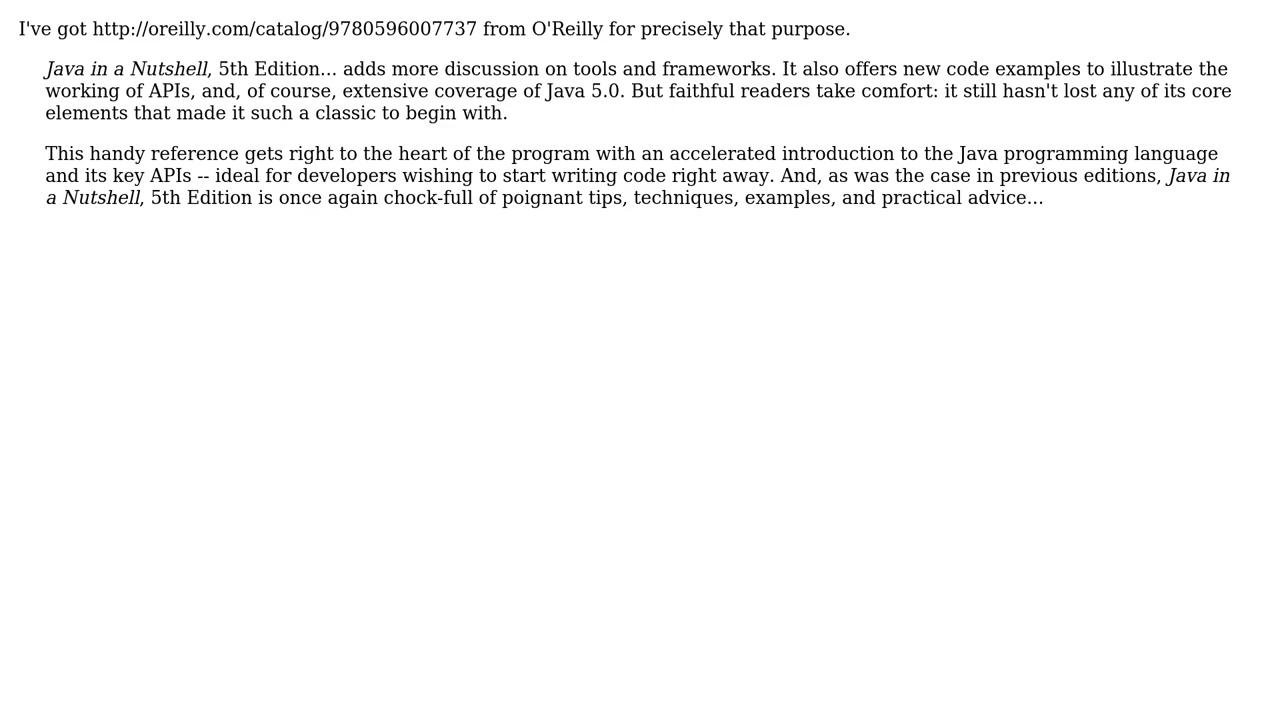 I've got http://oreilly.com/catalog/9780596007737 from O'Reilly for precisely that purpose.
Java in a Nutshell, 5th Edition... adds more discussion on tools and frameworks. It also offers new code examples to illustrate the
working of APIs, and, of course, extensive coverage of Java 5.0. But faithful readers take comfort: it still hasn't lost any of its core
elements that made it such a classic to begin with.
This handy reference gets right to the heart of the program with an accelerated introduction to the Java programming language
and its key APIs -- ideal for developers wishing to start writing code right away. And, as was the case in previous editions, Java in
a Nutshell, 5th Edition is once again chock-full of poignant tips, techniques, examples, and practical advice...